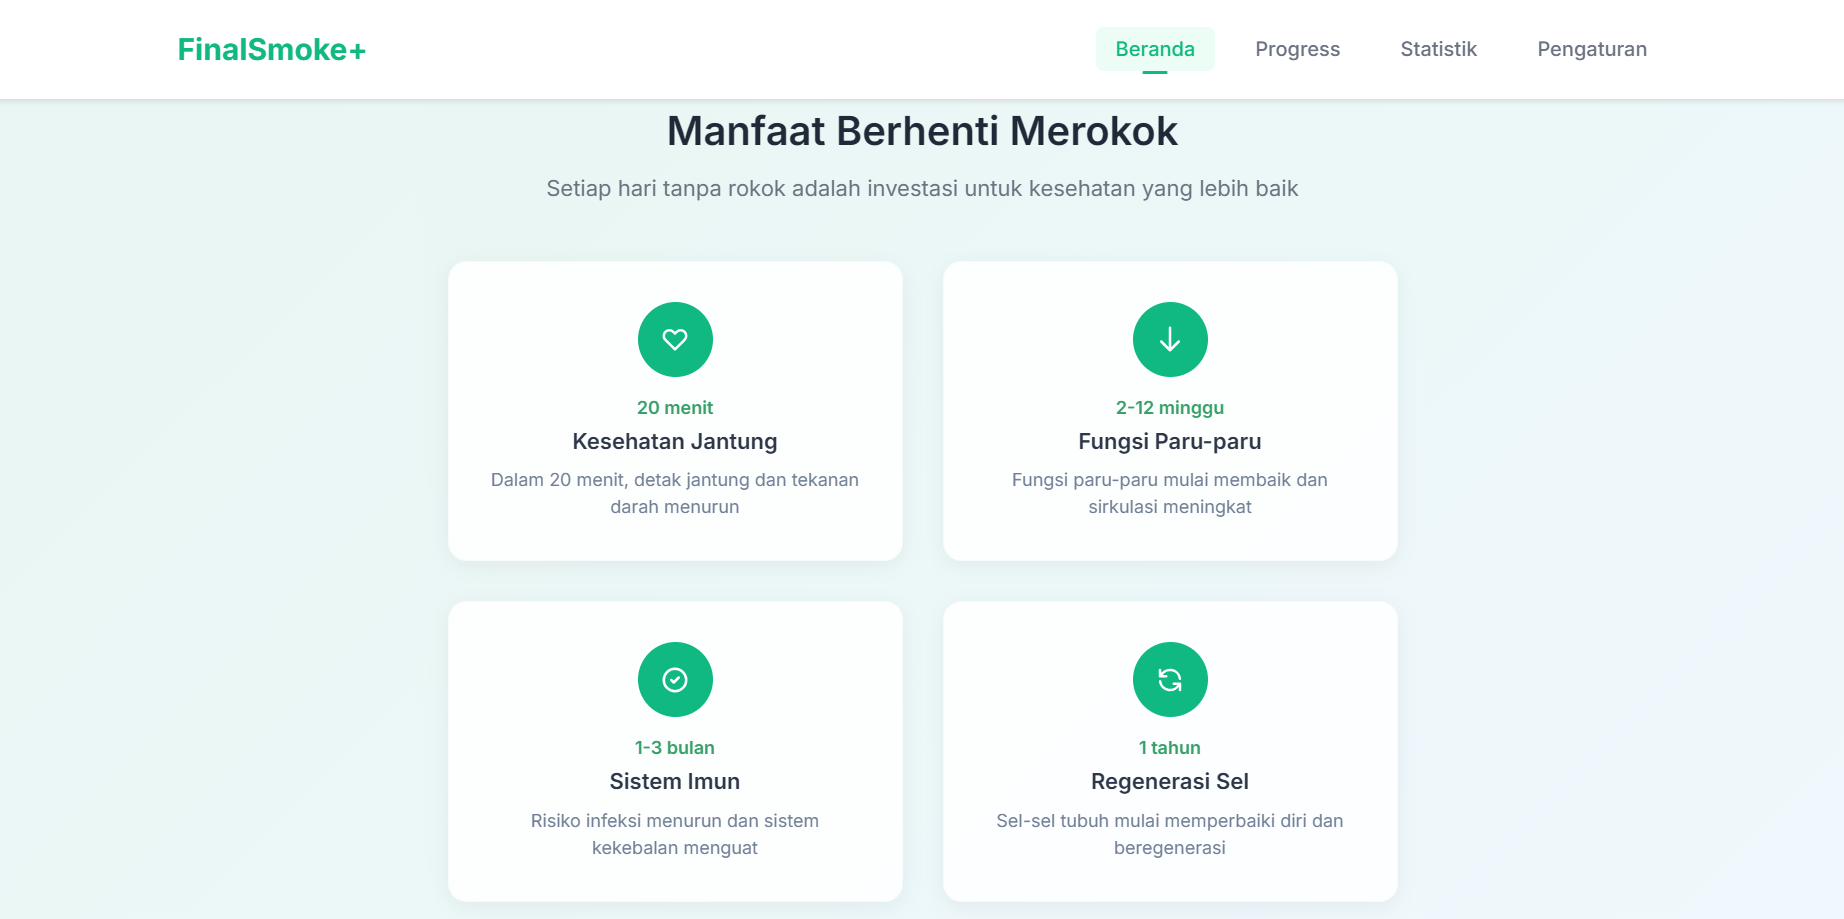 FinalSmoke+
Beranda
Progress
Statistik
Pengaturan
Manfaat Berhenti Merokok
Setiap hari tanpa rokok adalah investasi untuk kesehatan yang lebih baik
20 menit
Kesehatan Jantung
Dalam 20 menit, detak jantung dan tekanan
darah menurun
2-12 minggu
Fungsi Paru-paru
Fungsi paru-paru mulai membaik dan
sirkulasi meningkat
1-3 bulan
Sistem Imun
Risiko infeksi menurun dan sistem
kekebalan menguat
1 tahun
Regenerasi Sel
Sel-sel tubuh mulai memperbaiki diri dan
beregenerasi